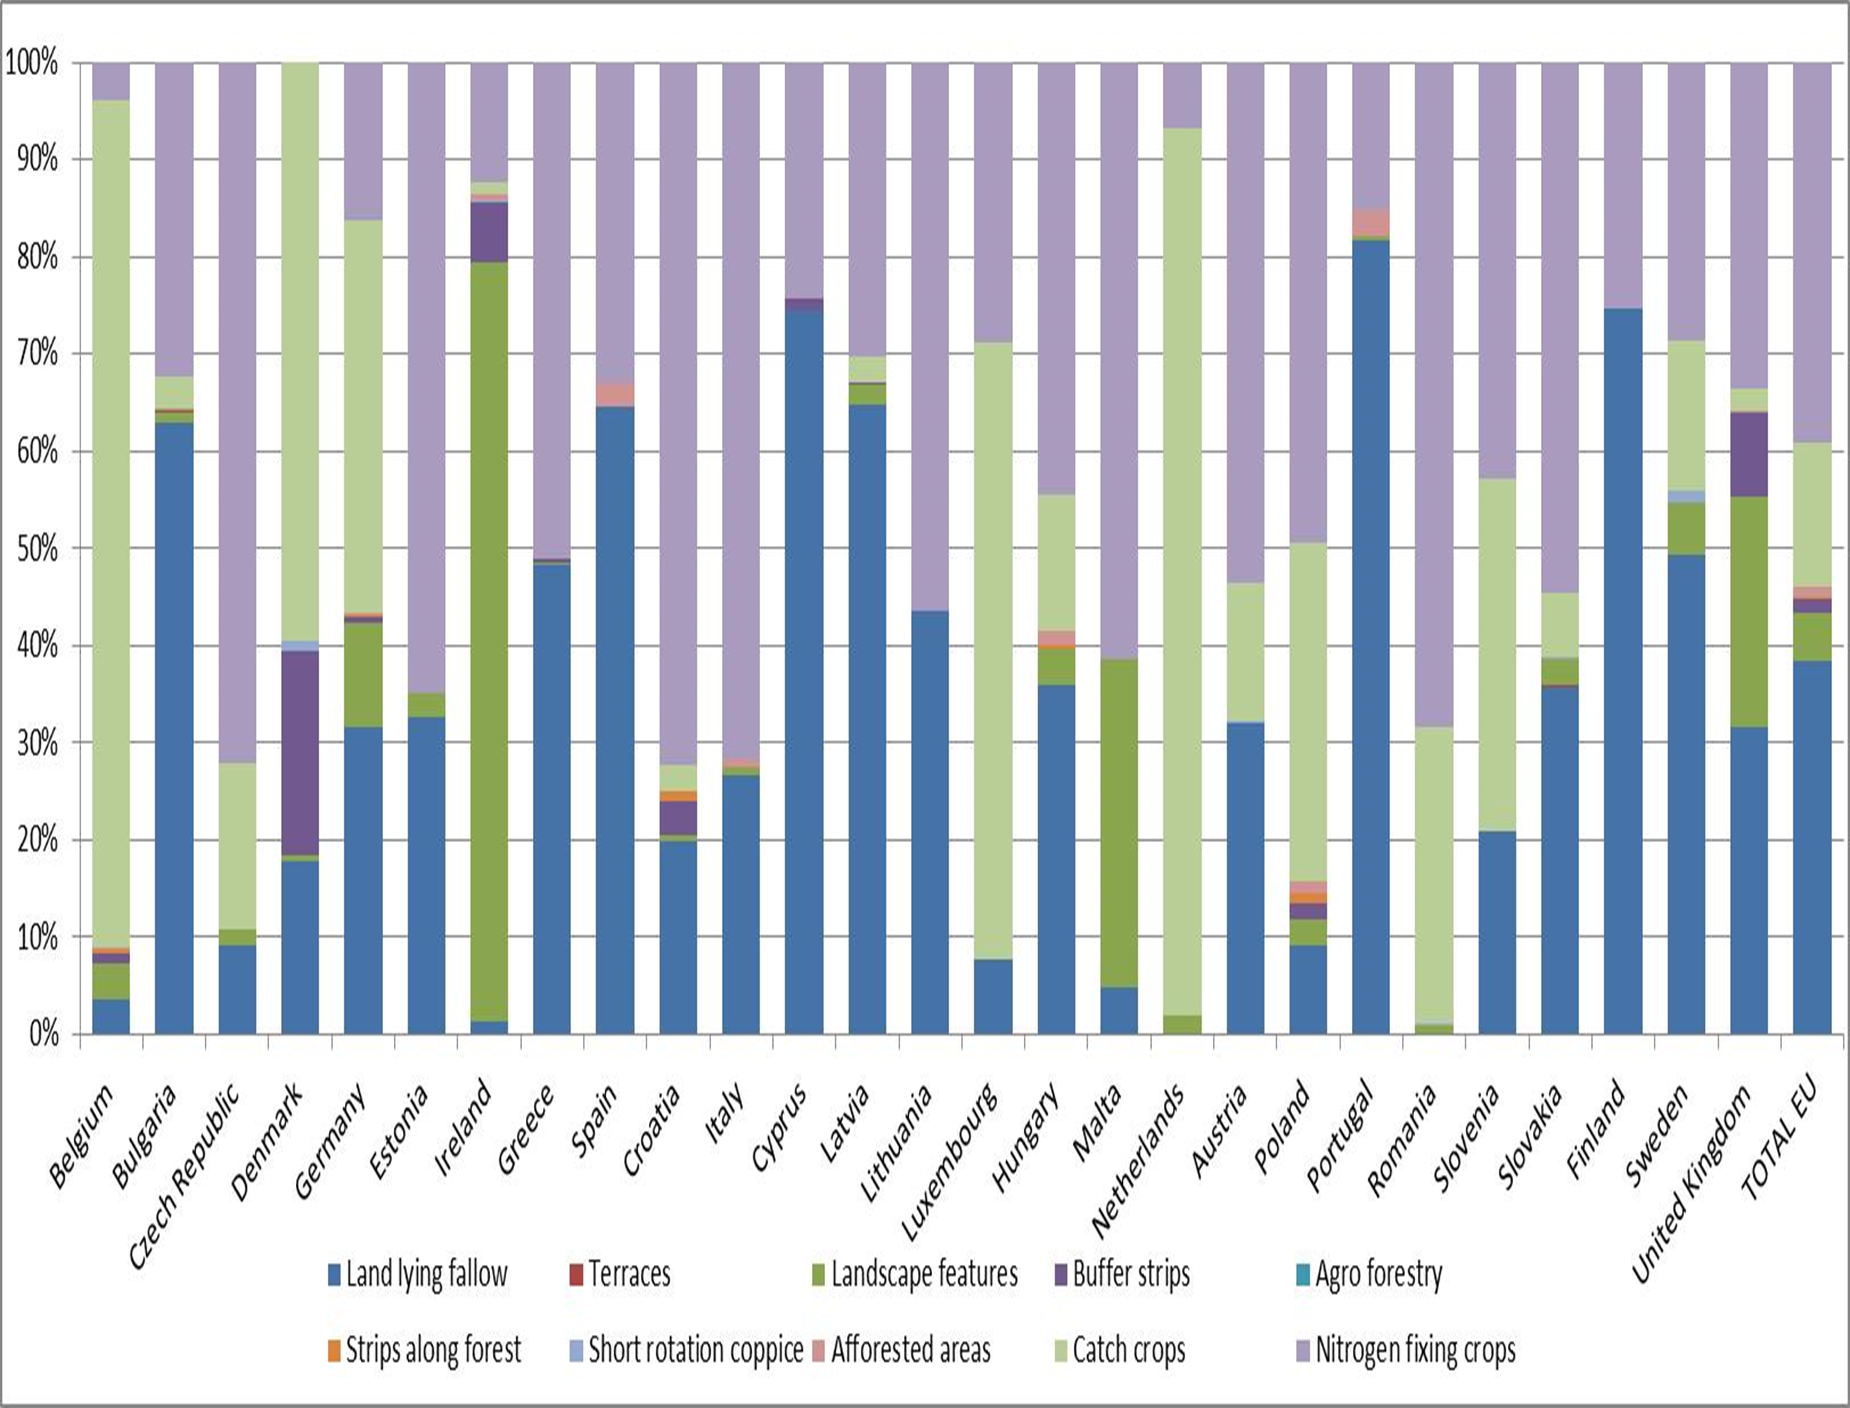 100%
90%
80%
70%
60%
50%
40%
30%
20%
10%
0%
Belgium
Bulgaria
Czech Republic
Denmark
Germany
Estonia
Ireland
Greece
Spain
Croatia
Italy
Cyprus
Latvia
Lithuania
Luxembourg
Hungary
Malta
Netherlands
Austria
Poland
Portugal
Romania
Slovenia
Slovakia
Finland
Sweden
United Kingdom
TOTAL EU
Land lying fallow Terraces Landscape features Buffer strips Agro forestry
Strips along forest Short rotation coppice Afforested areas Catch crops Nitrogen fixing crops